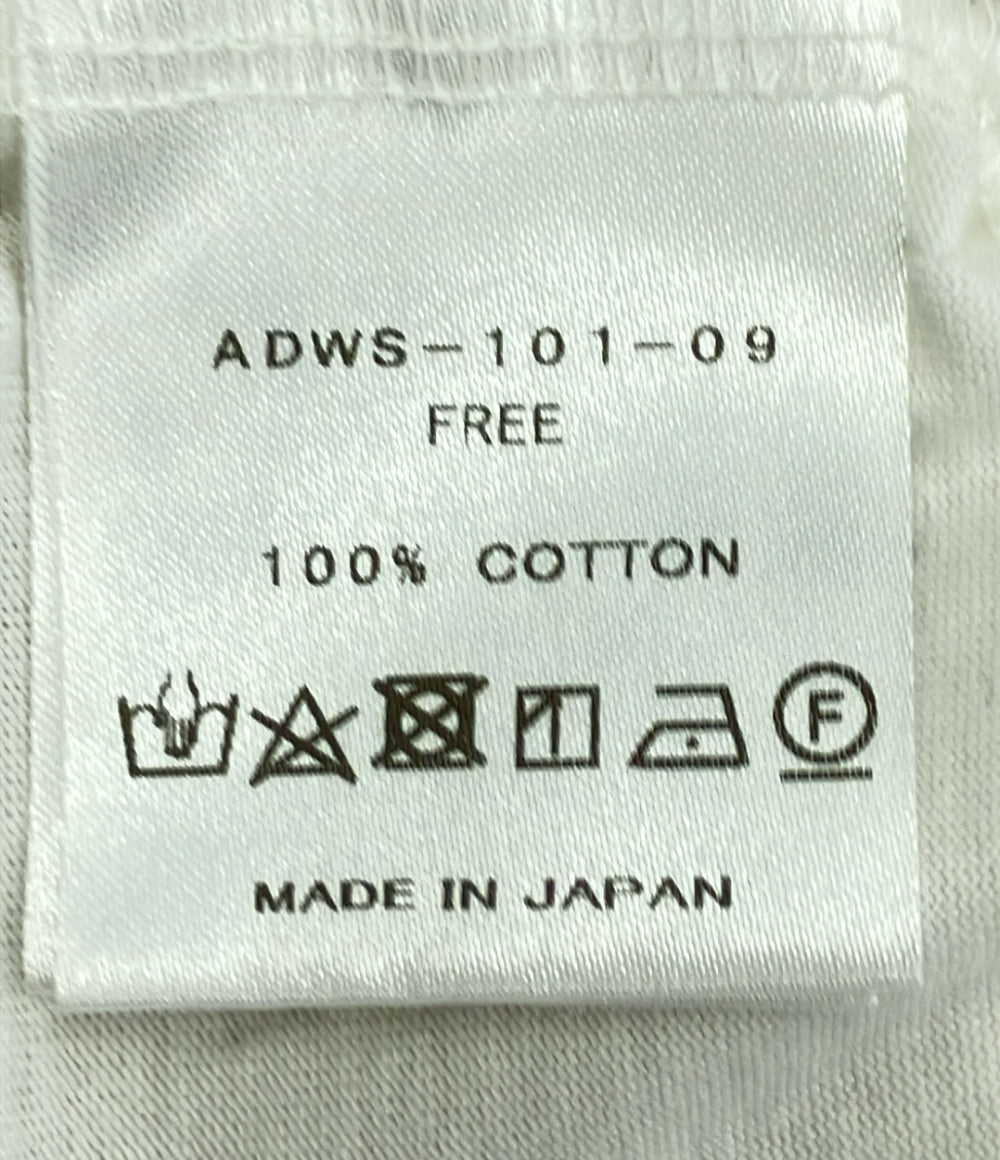 ADWS-101-09
FREE
100% COTTON
F
MADE IN JAPAN